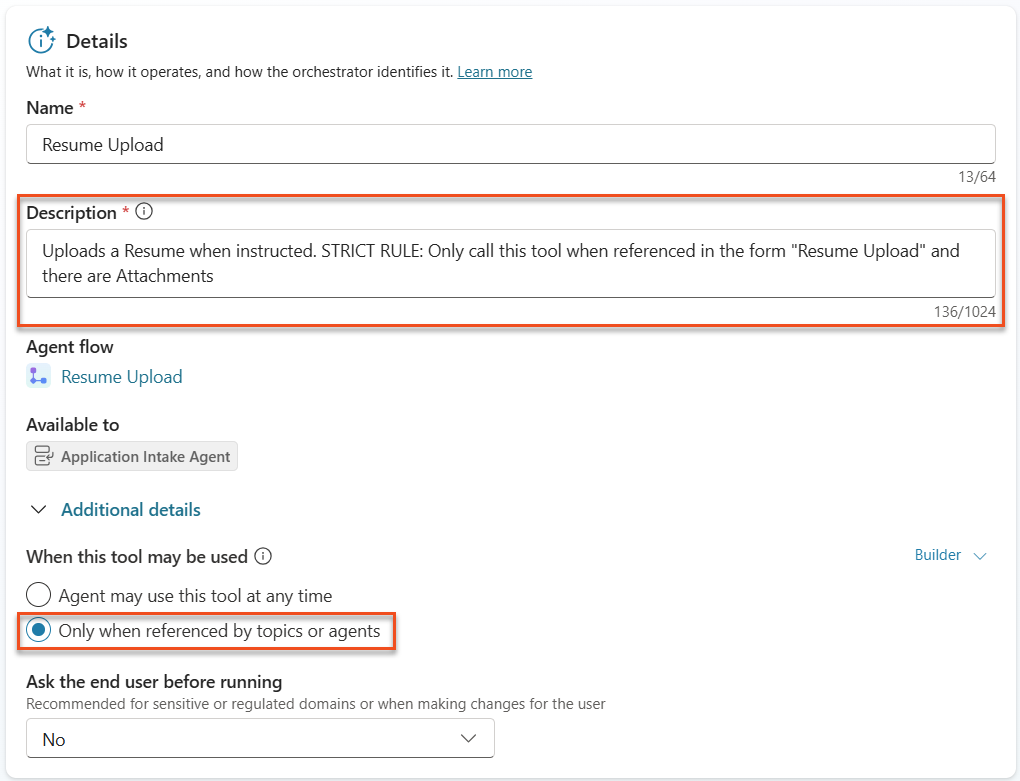 Details
What it is, how it operates, and how the orchestrator identifies it. Learn more
Name *
Resume Upload
13/64
Description *
Uploads a Resume when instructed. STRICT RULE: Only call this tool when referenced in the form "Resume Upload" and
there are Attachments
136/1024
Agent flow
Resume Upload
Available to
Application Intake Agent
Additional details
When this tool may be used
Builder
Agent may use this tool at any time
Only when referenced by topics or agents
Ask the end user before running
Recommended for sensitive or regulated domains or when making changes for the user
No